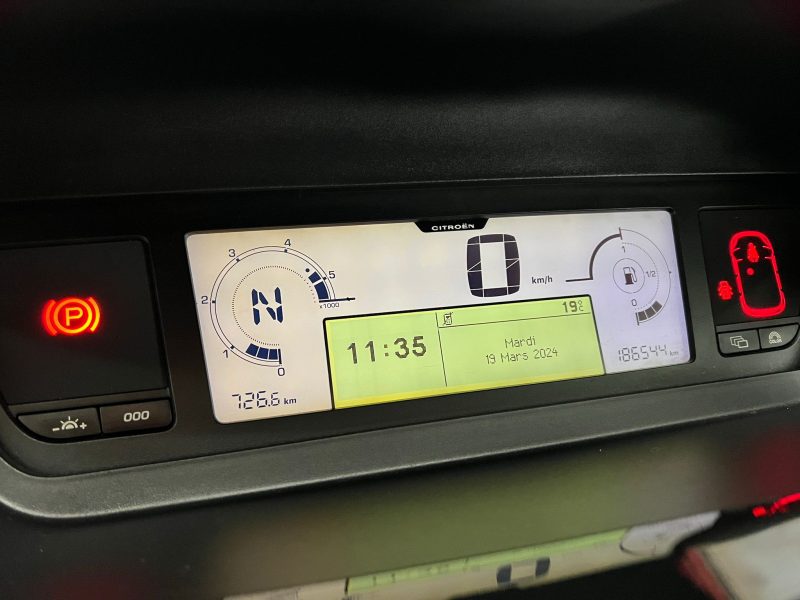 CITROËN
4
3
5
2
x1000
N
1
0
726.6 km
0 km/h
19°C
11:35
Mardi
19 Mars 2024
1
1/2
0
186544 km
P
- +
000
COLOR